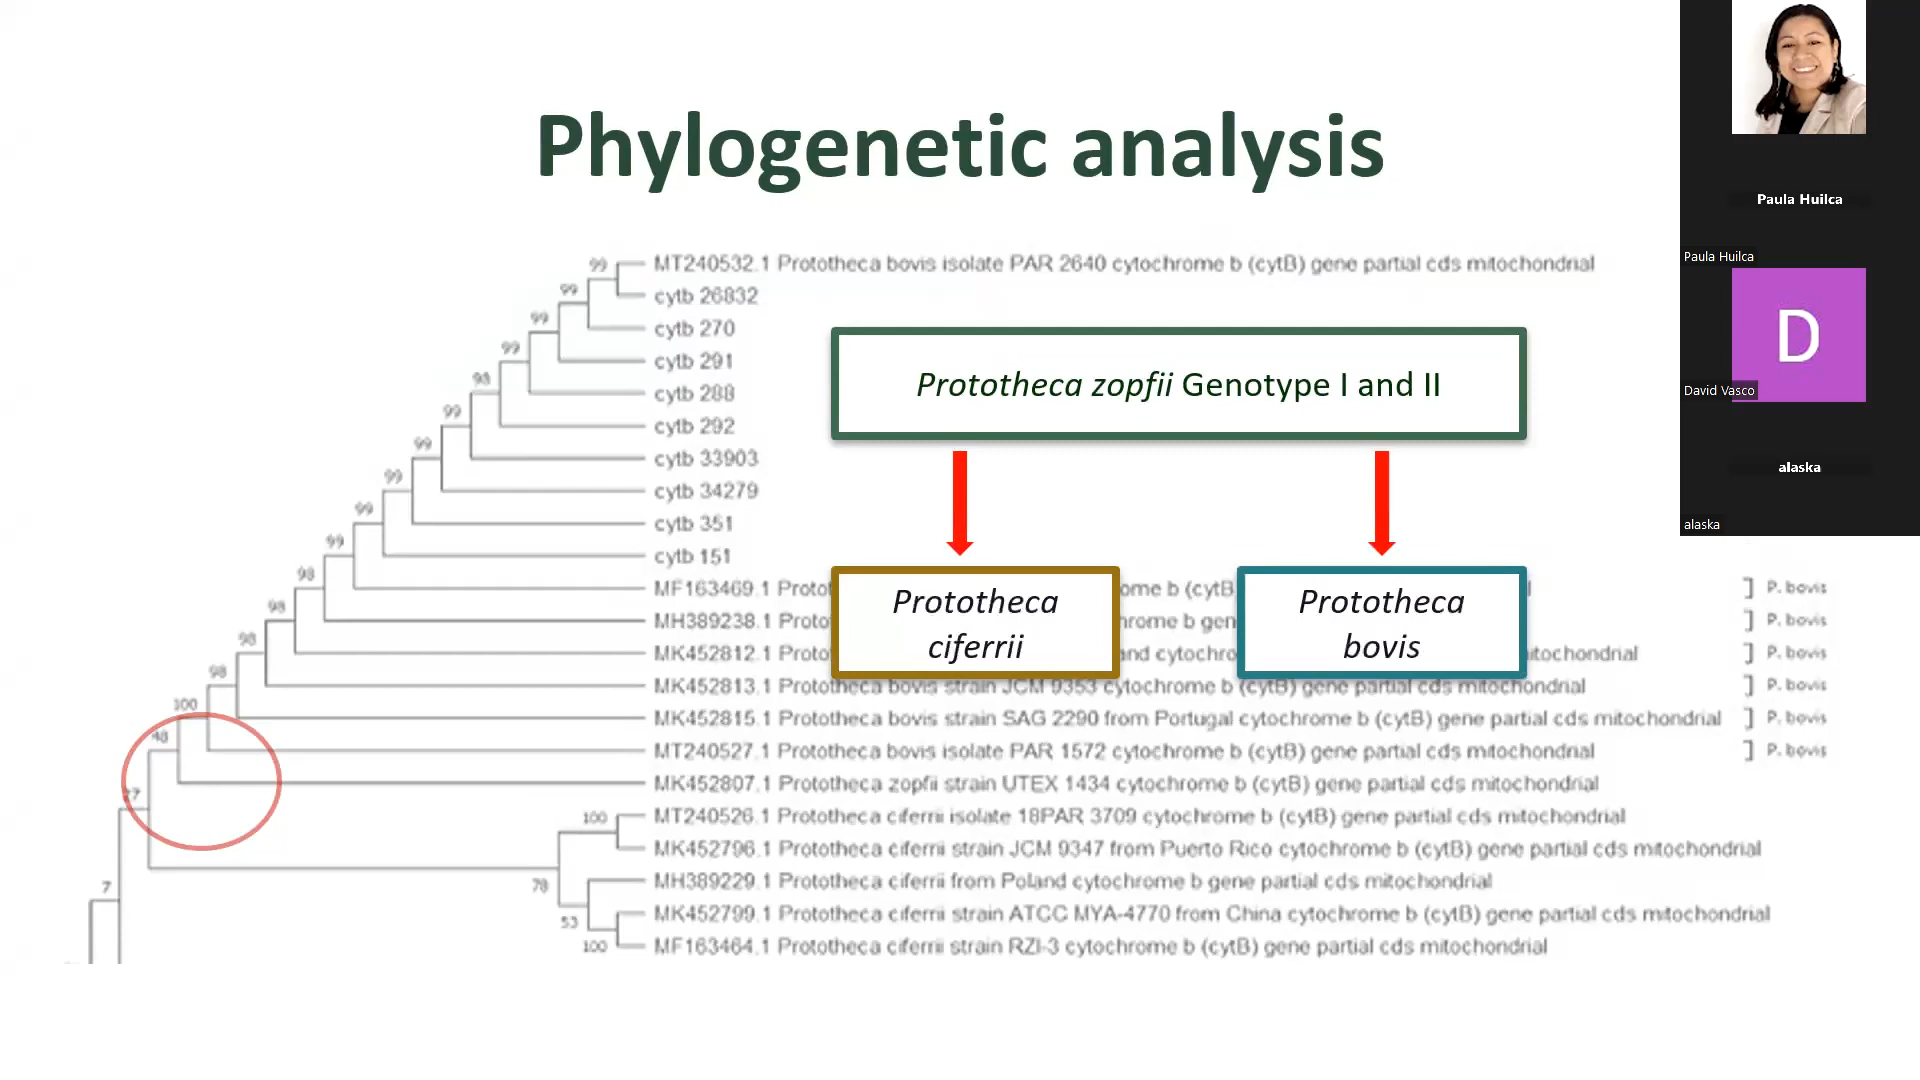 Phylogenetic analysis
99 MT240532.1 Prototheca bovis isolate PAR 2640 cytochrome b (cytB) gene partial cds mitochondrial
99 cytb 26832
99 cytb 270
99 cytb 291
98 cytb 288
99 cytb 292
99 cytb 33903
99 cytb 34279
99 cytb 351
99 cytb 151
Prototheca zopfii Genotype I and II
Prototheca
ciferrii
Prototheca
bovis
98 MF163469.1 ome b (cytB ] P. bovis
98 MH389238.1 hrome b gen ] P. bovis
98 MK452812.1 and cytochro mitochondrial ] P. bovis
98 MK452813.1 Prototheca bovis strain JCM 9353 cytochrome b (cytB) gene partial cds mitochondrial ] P. bovis
100 MK452815.1 Prototheca bovis strain SAG 2290 from Portugal cytochrome b (cytB) gene partial cds mitochondrial ] P. bovis
48 MT240527.1 Prototheca bovis isolate PAR 1572 cytochrome b (cytB) gene partial cds mitochondrial ] P. bovis
MK452807.1 Prototheca zopfii strain UTEX 1434 cytochrome b (cytB) gene partial cds mitochondrial
100 MT240526.1 Prototheca ciferrii isolate 18PAR 3709 cytochrome b (cytB) gene partial cds mitochondrial
MK452796.1 Prototheca ciferrii strain JCM 9347 from Puerto Rico cytochrome b (cytB) gene partial cds mitochondrial
7 78 MH389229.1 Prototheca ciferrii from Poland cytochrome b gene partial cds mitochondrial
53 MK452799.1 Prototheca ciferrii strain ATCC MYA-4770 from China cytochrome b (cytB) gene partial cds mitochondrial
100 MF163464.1 Prototheca ciferrii strain RZI-3 cytochrome b (cytB) gene partial cds mitochondrial
Paula Huilca
Paula Huilca
D
David Vasco
alaska
alaska